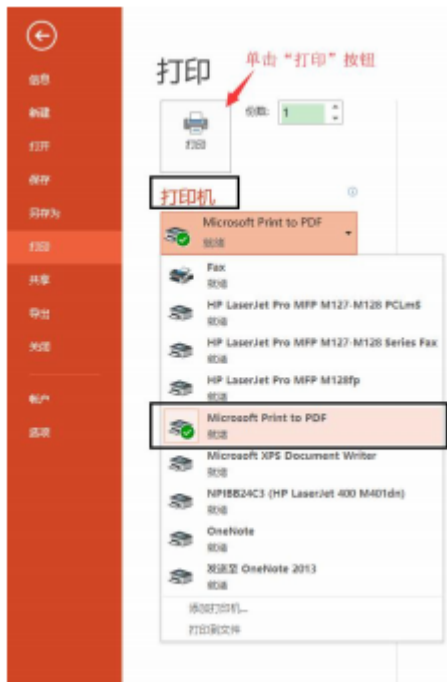 信息
新建
打开
保存
另存为
打印
共享
导出
关闭
帐户
选项
打印
单击“打印”按钮
份数: 1
打印
打印机
Microsoft Print to PDF
就绪
Fax
就绪
HP LaserJet Pro MFP M127-M128 PCLmS
就绪
HP LaserJet Pro MFP M127-M128 Series Fax
就绪
HP LaserJet Pro MFP M128fp
就绪
Microsoft Print to PDF
就绪
Microsoft XPS Document Writer
就绪
NPIBB24C3 (HP LaserJet 400 M401dn)
就绪
OneNote
就绪
发送至 OneNote 2013
就绪
添加打印机...
打印到文件